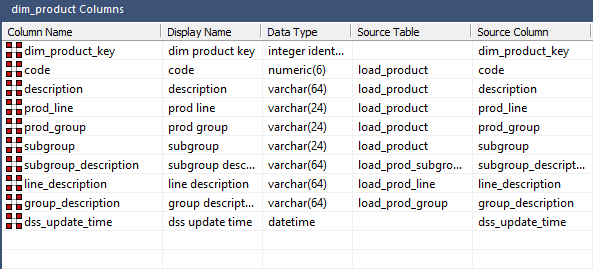 dim_product Columns
Column Name Display Name Data Type Source Table Source Column
dim_product_key dim product key integer ident... dim_product_key
code code numeric(6) load_product code
description description varchar(64) load_product description
prod_line prod line varchar(24) load_product prod_line
prod_group prod group varchar(24) load_product prod_group
subgroup subgroup varchar(24) load_product subgroup
subgroup_description subgroup desc... varchar(64) load_prod_subgro... subgroup_descript...
line_description line description varchar(64) load_prod_line line_description
group_description group descript... varchar(64) load_prod_group group_description
dss_update_time dss update time datetime dss_update_time